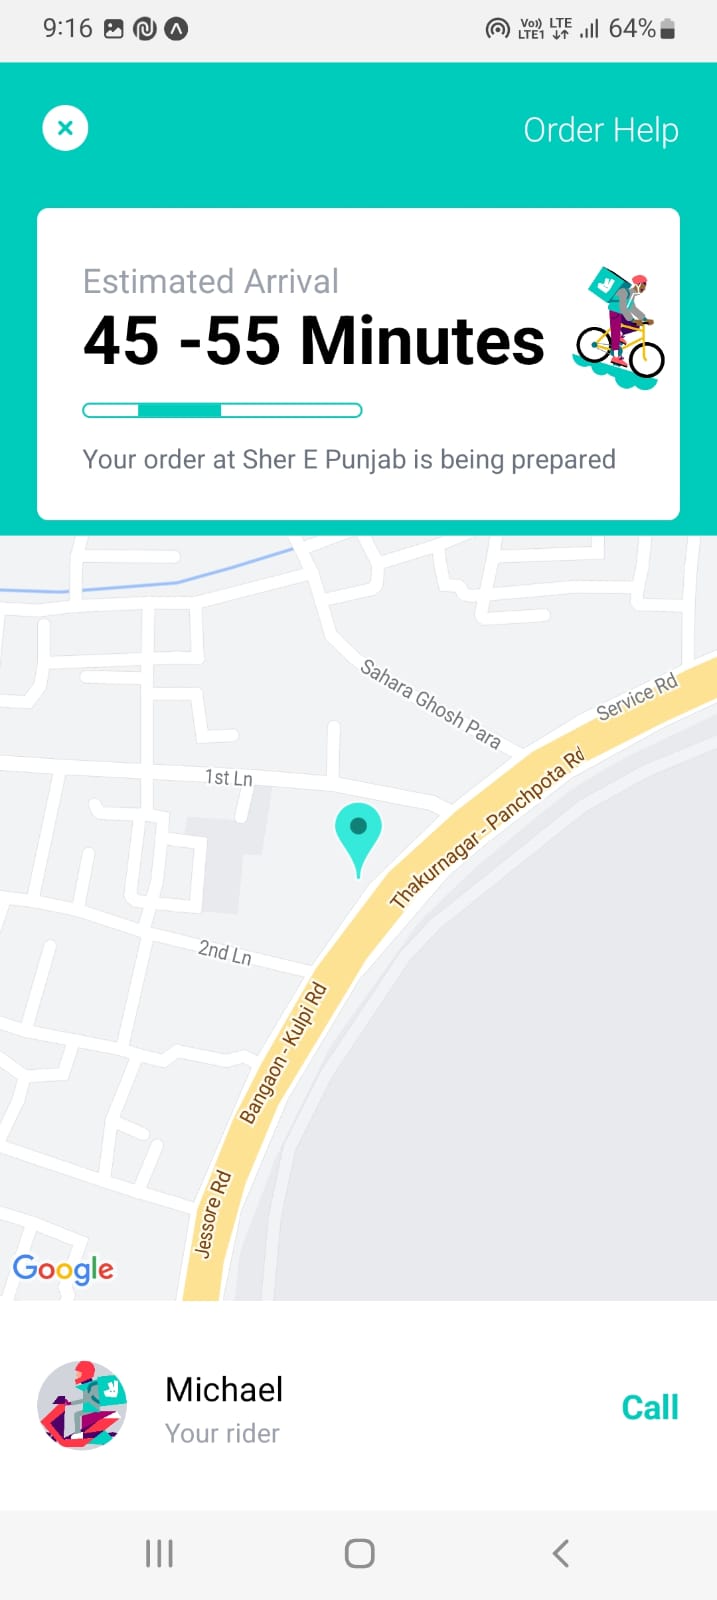 9:16
Vo)) LTE
LTE1
64%
Order Help
Estimated Arrival
45 -55 Minutes
Your order at Sher E Punjab is being prepared
Sahara Ghosh Para
Service Rd
Thakurnagar - Panchpota Rd
1st Ln
2nd Ln
Bangaon - Kulpi Rd
Jessore Rd
Google
Michael
Your rider
Call